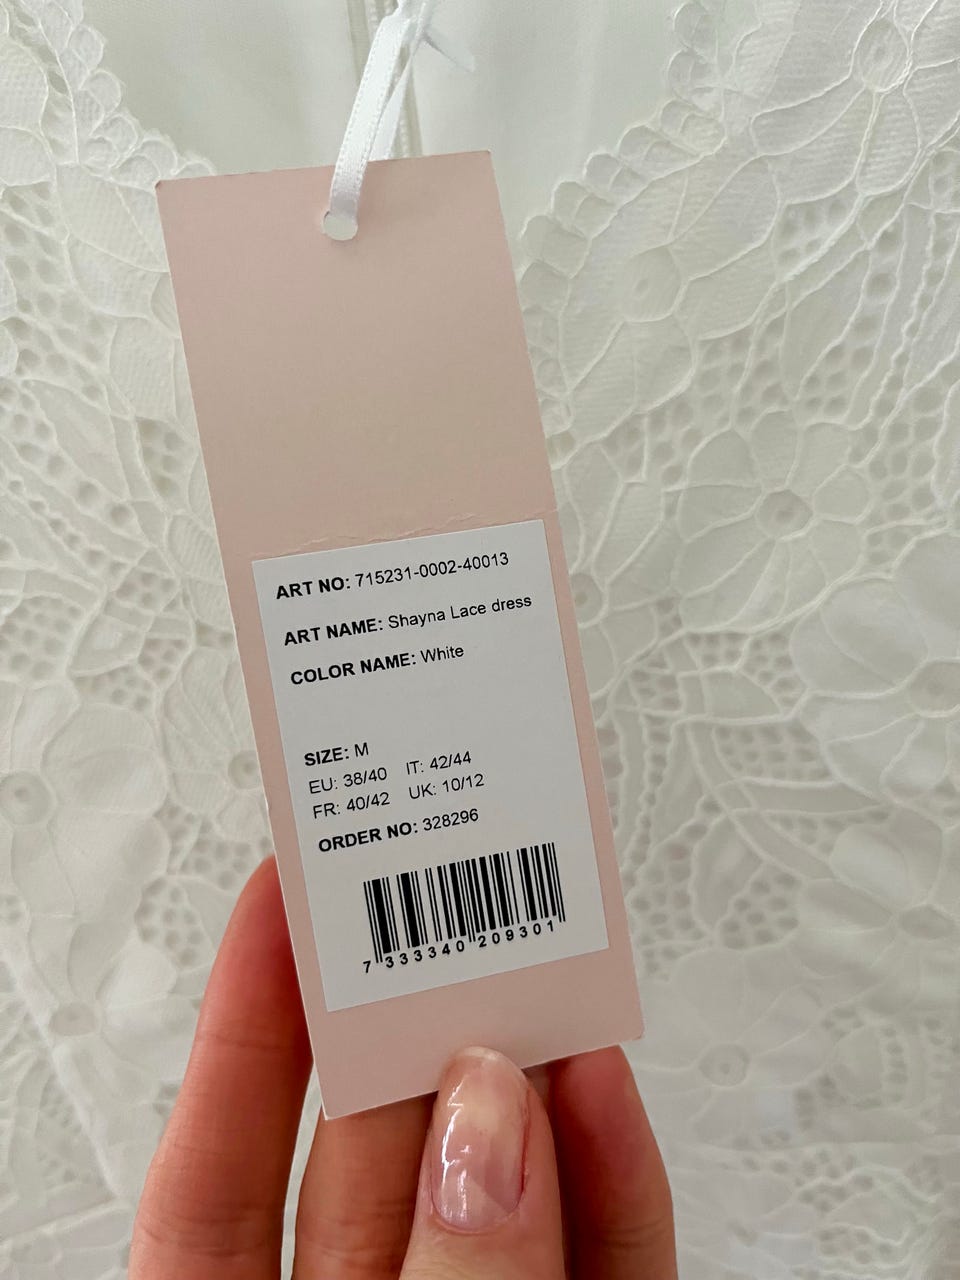 ART NO: 715231-0002-40013
ART NAME: Shayna Lace dress
COLOR NAME: White
SIZE: M
EU: 38/40 IT: 42/44
FR: 40/42 UK: 10/12
ORDER NO: 328296
7 333340 209301